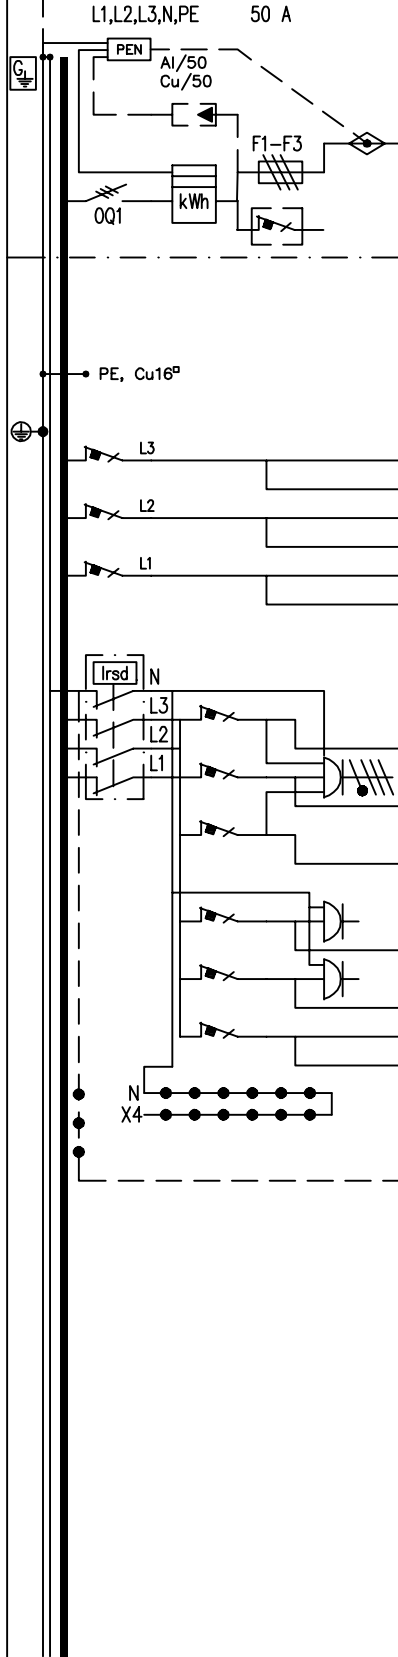 L1,L2,L3,N,PE 50 A
PEN
G
Al/50
Cu/50
F1-F3
kWh
0Q1
PE, Cu16
L3
L2
L1
Irsd N
L3
L2
L1
N
X4